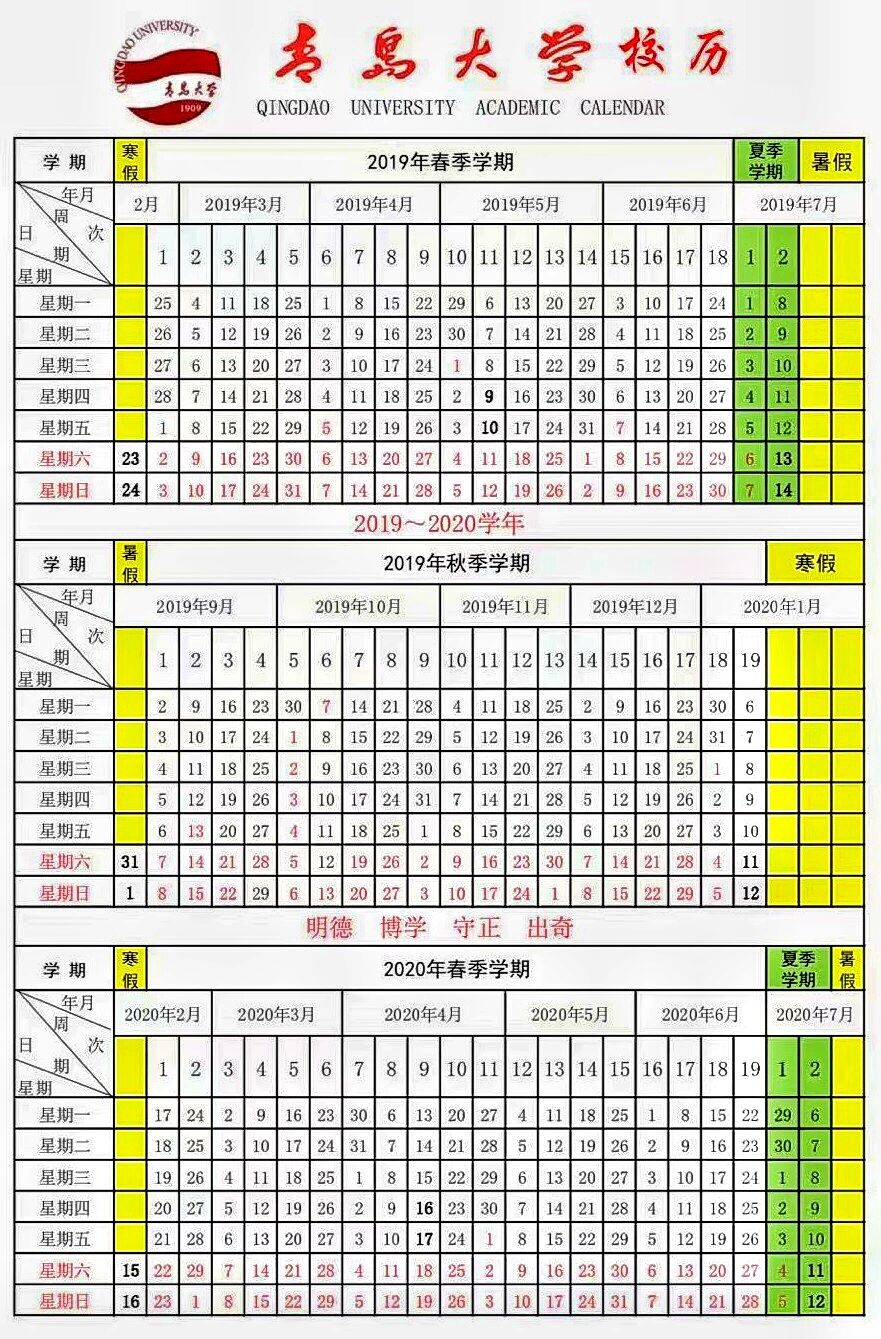 QINGDAO UNIVERSITY
青岛大学
1909
青岛大学校历
QINGDAO UNIVERSITY ACADEMIC CALENDAR
学 期 寒假 2019年春季学期 夏季学期 暑假
年月 周次 日期 星期 2月 2019年3月 2019年4月 2019年5月 2019年6月 2019年7月
1 2 3 4 5 6 7 8 9 10 11 12 13 14 15 16 17 18 1 2
星期一 25 4 11 18 25 1 8 15 22 29 6 13 20 27 3 10 17 24 1 8
星期二 26 5 12 19 26 2 9 16 23 30 7 14 21 28 4 11 18 25 2 9
星期三 27 6 13 20 27 3 10 17 24 1 8 15 22 29 5 12 19 26 3 10
星期四 28 7 14 21 28 4 11 18 25 2 9 16 23 30 6 13 20 27 4 11
星期五 1 8 15 22 29 5 12 19 26 3 10 17 24 31 7 14 21 28 5 12
星期六 23 2 9 16 23 30 6 13 20 27 4 11 18 25 1 8 15 22 29 6 13
星期日 24 3 10 17 24 31 7 14 21 28 5 12 19 26 2 9 16 23 30 7 14
2019～2020学年
学 期 暑假 2019年秋季学期 寒假
年月 周次 日期 星期 2019年9月 2019年10月 2019年11月 2019年12月 2020年1月
1 2 3 4 5 6 7 8 9 10 11 12 13 14 15 16 17 18 19
星期一 2 9 16 23 30 7 14 21 28 4 11 18 25 2 9 16 23 30 6
星期二 3 10 17 24 1 8 15 22 29 5 12 19 26 3 10 17 24 31 7
星期三 4 11 18 25 2 9 16 23 30 6 13 20 27 4 11 18 25 1 8
星期四 5 12 19 26 3 10 17 24 31 7 14 21 28 5 12 19 26 2 9
星期五 6 13 20 27 4 11 18 25 1 8 15 22 29 6 13 20 27 3 10
星期六 31 7 14 21 28 5 12 19 26 2 9 16 23 30 7 14 21 28 4 11
星期日 1 8 15 22 29 6 13 20 27 3 10 17 24 1 8 15 22 29 5 12
明德 博学 守正 出奇
学 期 寒假 2020年春季学期 夏季学期 暑假
年月 周次 日期 星期 2020年2月 2020年3月 2020年4月 2020年5月 2020年6月 2020年7月
1 2 3 4 5 6 7 8 9 10 11 12 13 14 15 16 17 18 19 1 2
星期一 17 24 2 9 16 23 30 6 13 20 27 4 11 18 25 1 8 15 22 29 6
星期二 18 25 3 10 17 24 31 7 14 21 28 5 12 19 26 2 9 16 23 30 7
星期三 19 26 4 11 18 25 1 8 15 22 29 6 13 20 27 3 10 17 24 1 8
星期四 20 27 5 12 19 26 2 9 16 23 30 7 14 21 28 4 11 18 25 2 9
星期五 21 28 6 13 20 27 3 10 17 24 1 8 15 22 29 5 12 19 26 3 10
星期六 15 22 29 7 14 21 28 4 11 18 25 2 9 16 23 30 6 13 20 27 4 11
星期日 16 23 1 8 15 22 29 5 12 19 26 3 10 17 24 31 7 14 21 28 5 12